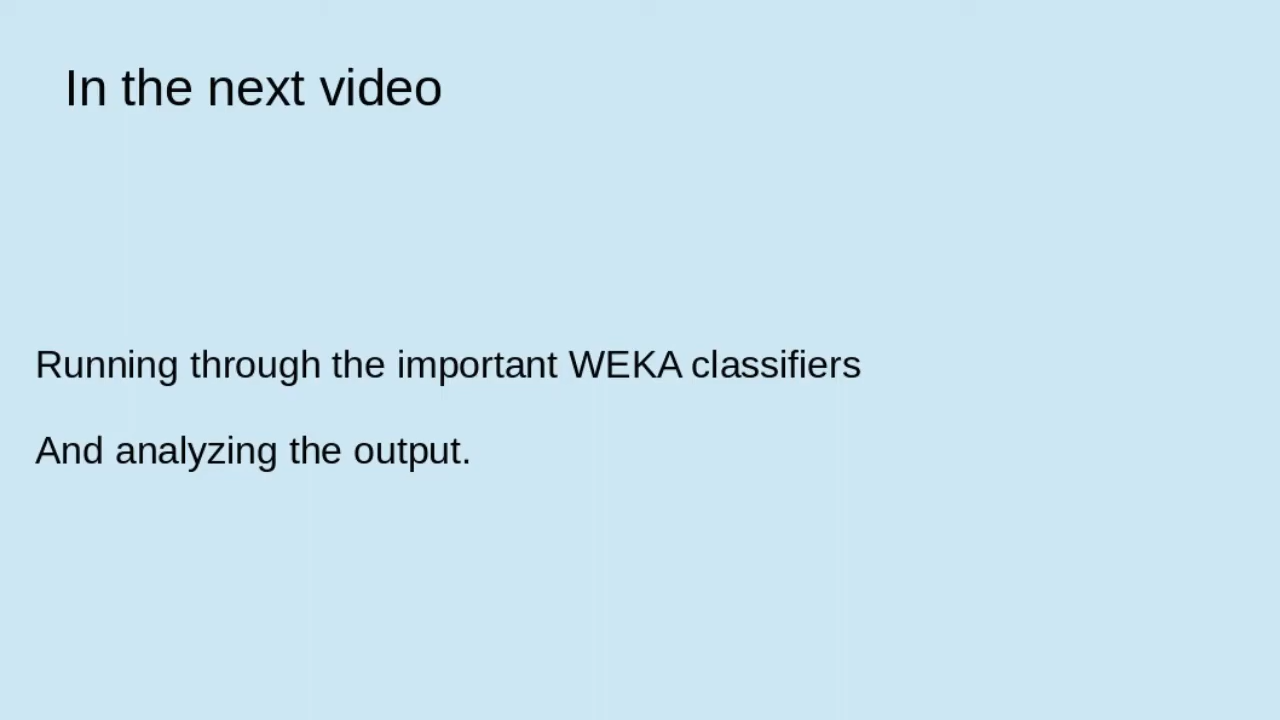 In the next video
Running through the important WEKA classifiers
And analyzing the output.